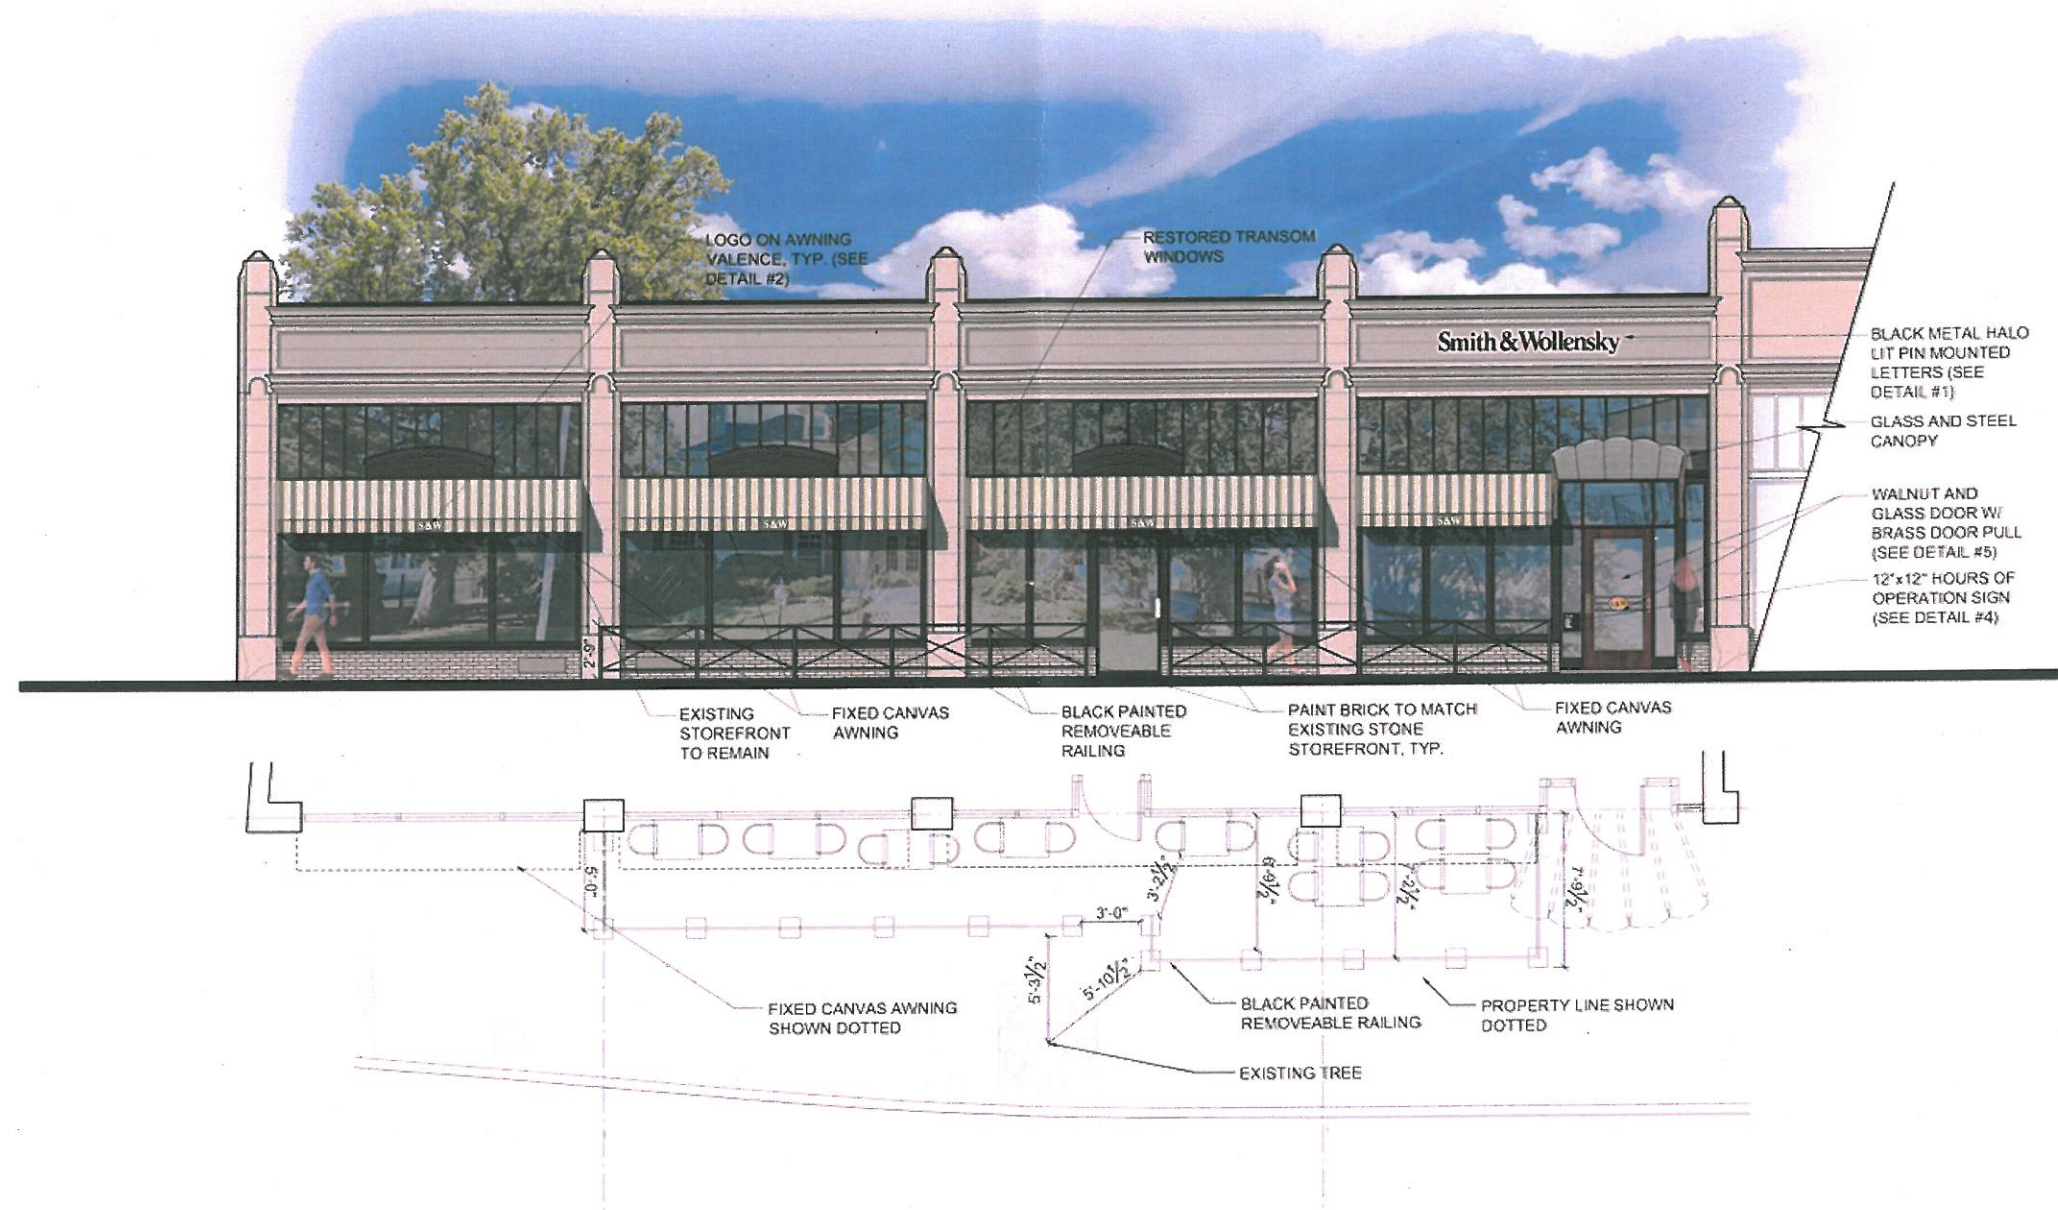 LOGO ON AWNING
VALENCE, TYP. (SEE
DETAIL #2)
RESTORED TRANSOM
WINDOWS
Smith & Wollensky
BLACK METAL HALO
LIT PIN MOUNTED
LETTERS (SEE
DETAIL #1)
GLASS AND STEEL
CANOPY
WALNUT AND
GLASS DOOR W/
BRASS DOOR PULL
(SEE DETAIL #5)
12"x12" HOURS OF
OPERATION SIGN
(SEE DETAIL #4)
S&W
S&W
S&W
S&W
2'-9"
EXISTING
STOREFRONT
TO REMAIN
FIXED CANVAS
AWNING
BLACK PAINTED
REMOVEABLE
RAILING
PAINT BRICK TO MATCH
EXISTING STONE
STOREFRONT, TYP.
FIXED CANVAS
AWNING
5'-0"
3'-0"
3'-2½"
6'-9½"
7'-9½"
5'-3½"
5'-10½"
FIXED CANVAS AWNING
SHOWN DOTTED
BLACK PAINTED
REMOVEABLE RAILING
PROPERTY LINE SHOWN
DOTTED
EXISTING TREE